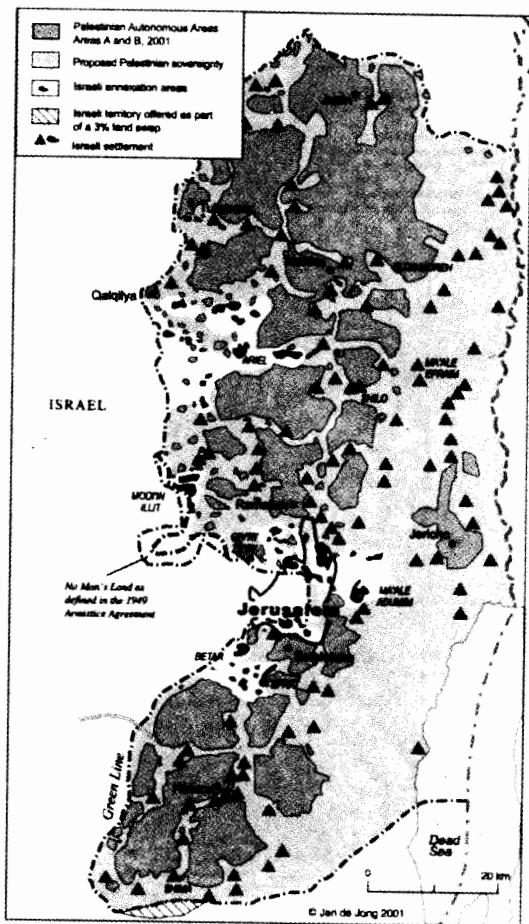 Palestinian Autonomous Areas
Areas A and B, 2001
Proposed Palestinian sovereignty
Israeli annexation areas
Israeli territory offered as part
of a 3% land swap
Israeli settlement
Qalqilya
ARIEL
MA'ALE
EFRAIM
SHILO
ISRAEL
MODI'IN
ILLIT
Jericho
No Man's Land as
defined in the 1949
Armistice Agreement
MA'ALE
ADUMIM
Jerusalem
BETAR
Green Line
Dead
Sea
0
20 km
© Jan de Jong 2001